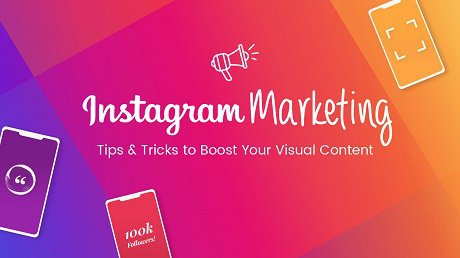 Instagram Marketing
Tips & Tricks to Boost Your Visual Content
“
100k
Followers!